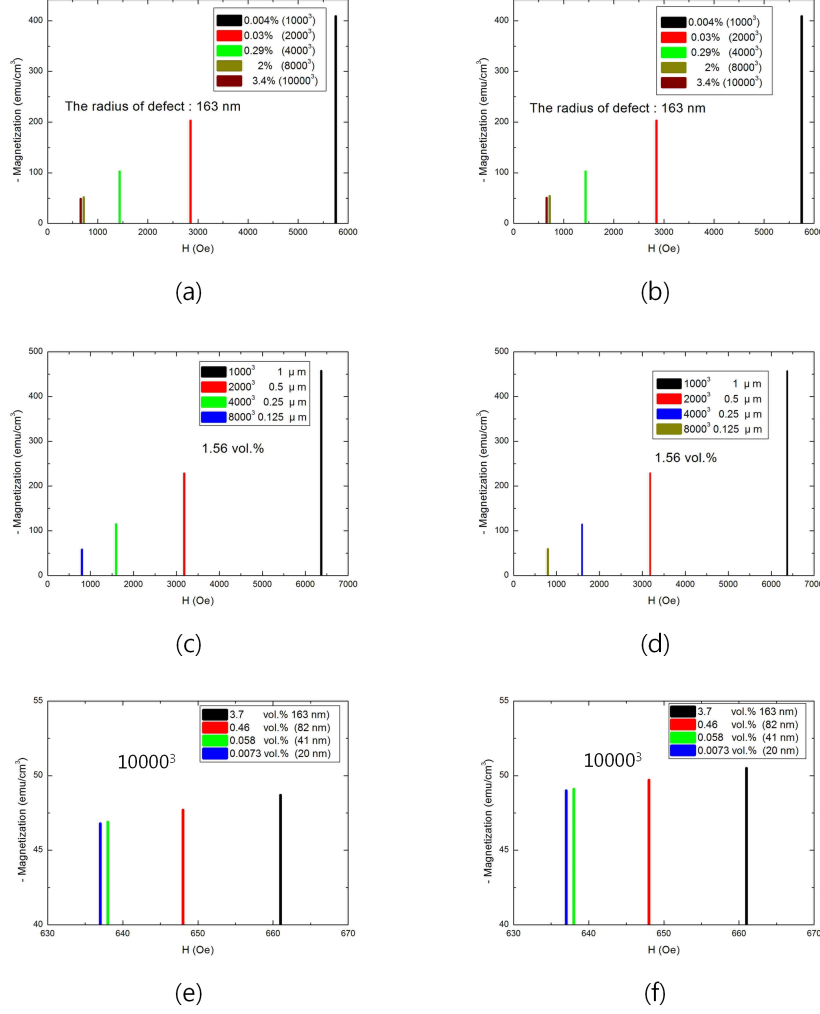 - Magnetization (emu/cm³)
400
300
200
100
0
0.004% (1000³)
0.03% (2000³)
0.29% (4000³)
2% (8000³)
3.4% (10000³)
The radius of defect : 163 nm
0 1000 2000 3000 4000 5000 6000
H (Oe)
(a)
- Magnetization (emu/cm³)
400
300
200
100
0
0.004% (1000³)
0.03% (2000³)
0.29% (4000³)
2% (8000³)
3.4% (10000³)
The radius of defect : 163 nm
0 1000 2000 3000 4000 5000 6000
H (Oe)
(b)
- Magnetization (emu/cm³)
500
400
300
200
100
0
1000³ 1 μ m
2000³ 0.5 μ m
4000³ 0.25 μ m
8000³ 0.125 μ m
1.56 vol.%
0 1000 2000 3000 4000 5000 6000 7000
H (Oe)
(c)
- Magnetization (emu/cm³)
500
400
300
200
100
0
1000³ 1 μ m
2000³ 0.5 μ m
4000³ 0.25 μ m
8000³ 0.125 μ m
1.56 vol.%
0 1000 2000 3000 4000 5000 6000 7000
H (Oe)
(d)
- Magnetization (emu/cm³)
55
50
45
40
3.7 vol.% 163 nm)
0.46 vol.% (82 nm)
0.058 vol.% (41 nm)
0.0073 vol.% (20 nm)
10000³
630 640 650 660 670
H (Oe)
(e)
- Magnetization (emu/cm³)
55
50
45
40
3.7 vol.% 163 nm)
0.46 vol.% (82 nm)
0.058 vol.% (41 nm)
0.0073 vol.% (20 nm)
10000³
630 640 650 660 670
H (Oe)
(f)